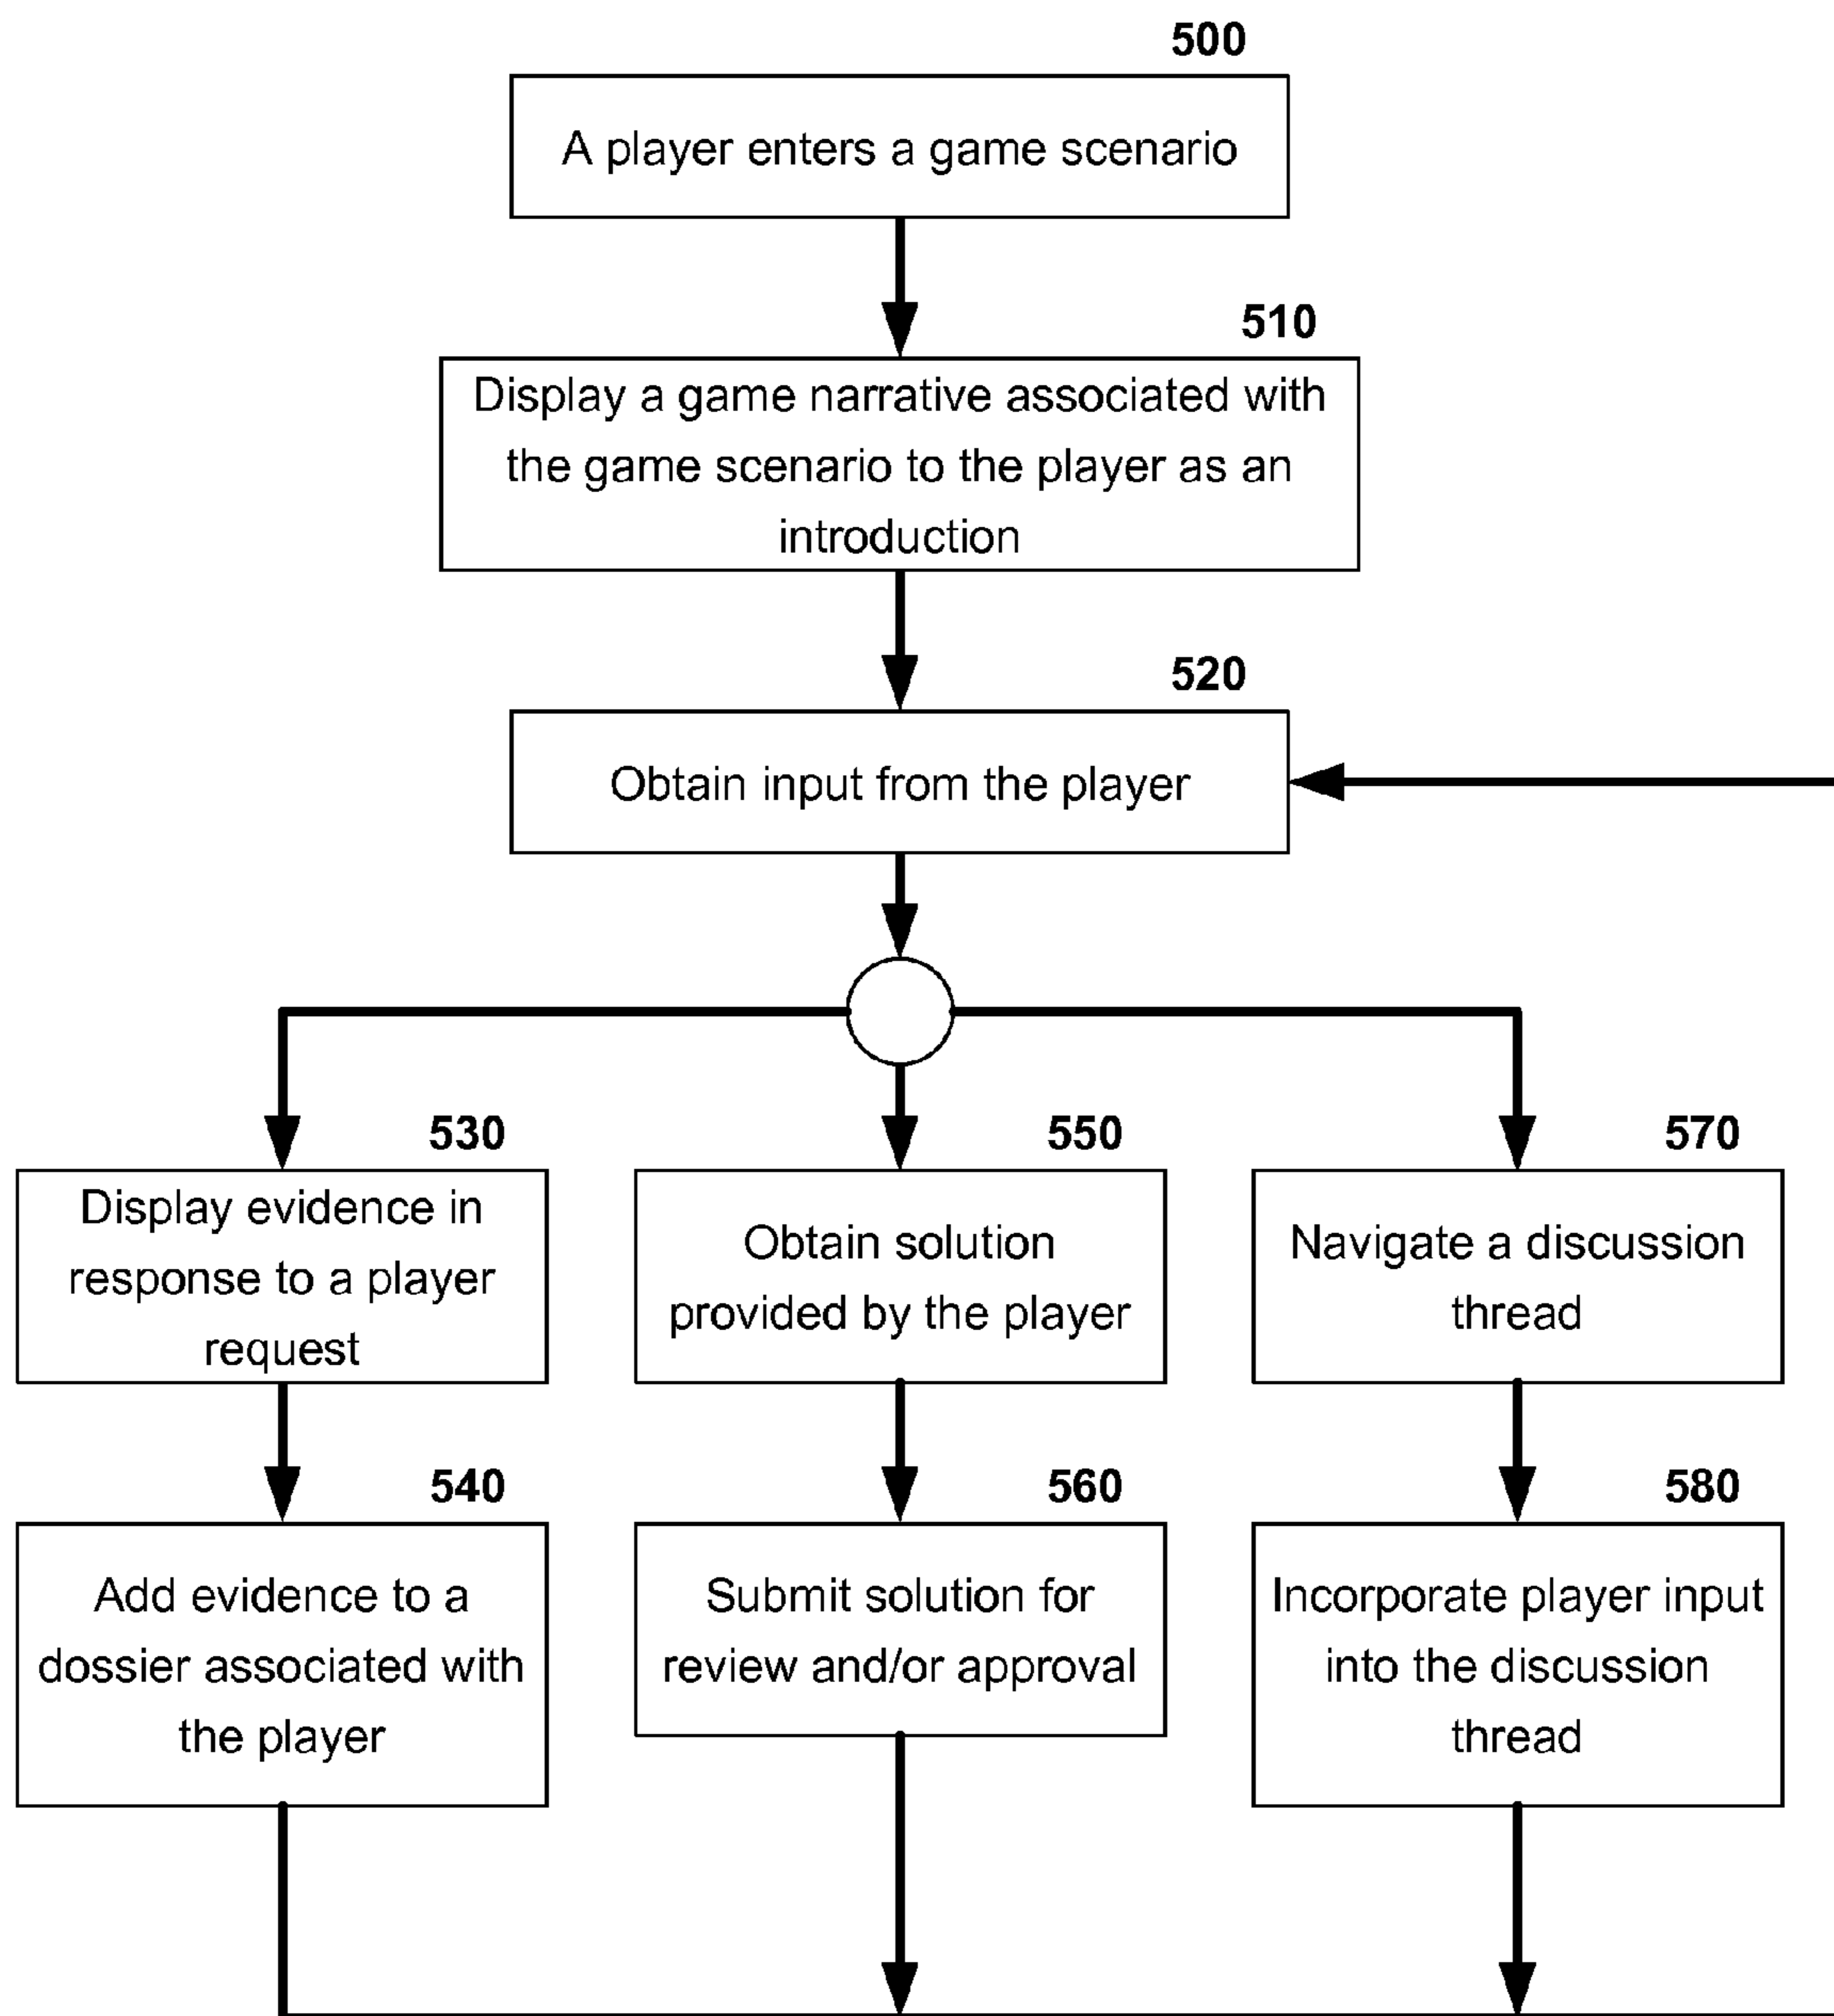 500
A player enters a game scenario
510
Display a game narrative associated with
the game scenario to the player as an
introduction
520
Obtain input from the player
530
Display evidence in
response to a player
request
550
Obtain solution
provided by the player
570
Navigate a discussion
thread
540
Add evidence to a
dossier associated with
the player
560
Submit solution for
review and/or approval
580
Incorporate player input
into the discussion
thread